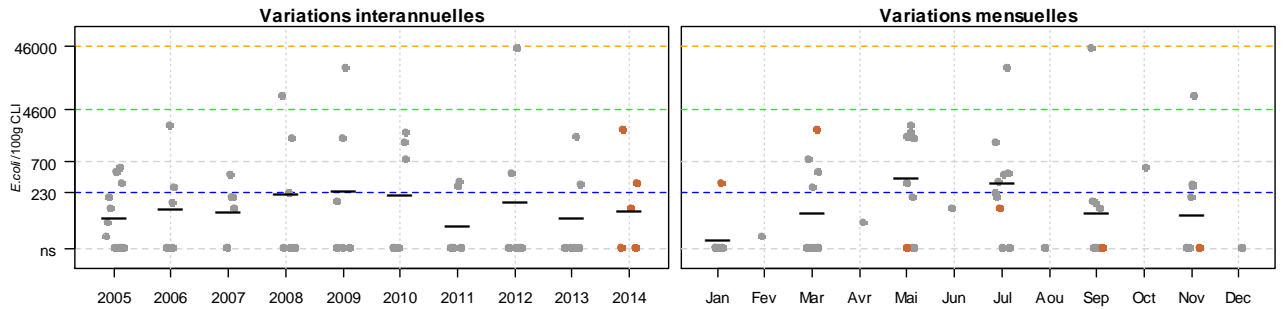 Variations interannuelles
Variations mensuelles
E.coli/100g CLI
46000
4600
700
230
ns
2005 2006 2007 2008 2009 2010 2011 2012 2013 2014
Jan Fev Mar Avr Mai Jun Jul Aou Sep Oct Nov Dec